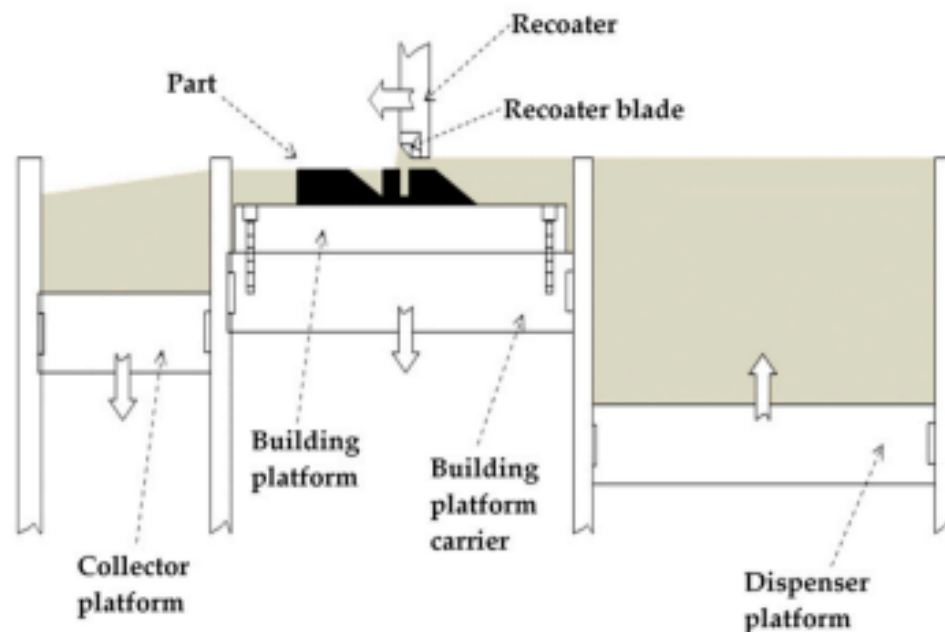 Recoater
Part
Recoater blade
Building
platform
Building
platform
carrier
Collector
platform
Dispenser
platform